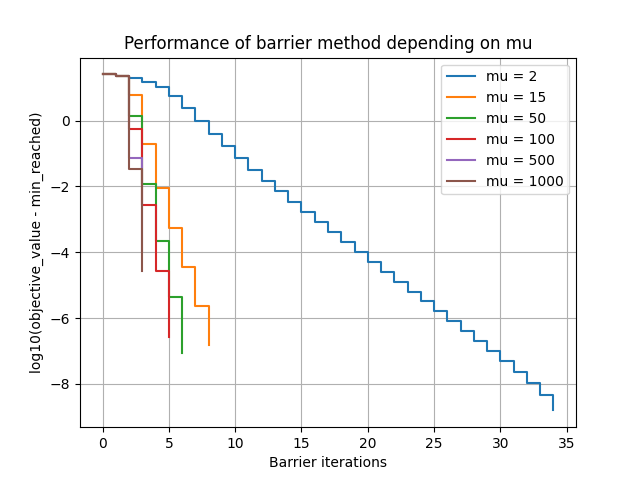 Performance of barrier method depending on mu
log10(objective_value - min_reached)
0
−2
−4
−6
−8
mu = 2
mu = 15
mu = 50
mu = 100
mu = 500
mu = 1000
0 5 10 15 20 25 30 35
Barrier iterations